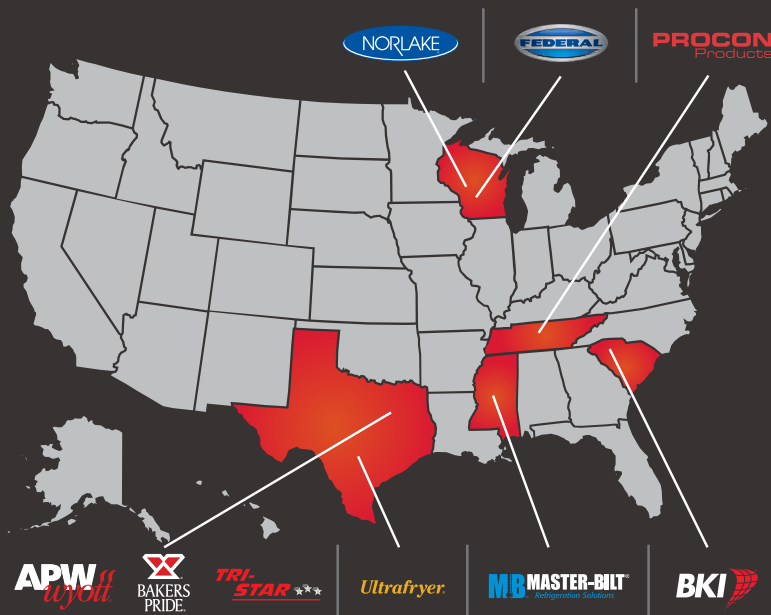 NORLAKE
FEDERAL
PROCON
Products
APW
wyott
BAKERS
PRIDE®
TRI-
STAR
Ultrafryer®
MB MASTER-BILT®
Refrigeration Solutions
BKI